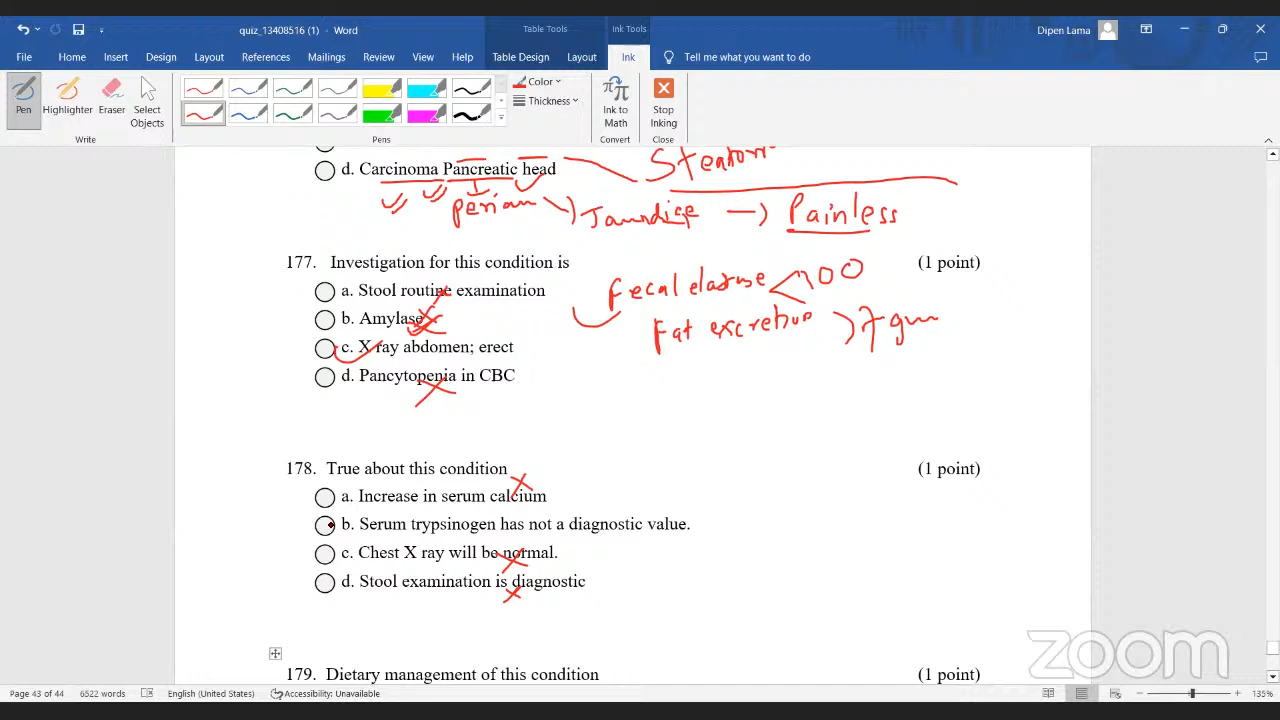 Table Tools
Ink Tools
quiz_13408516 (1) - Word
Dipen Lama
File Home Insert Design Layout References Mailings Review View Help Table Design Layout Ink Tell me what you want to do
Pen
Highlighter
Eraser
Select Objects
Color
Thickness
Ink to Math
Stop Inking
Write
Pens
Convert
Close
d. Carcinoma Pancreatic head
Jaundice → Painless
177. Investigation for this condition is (1 point)
a. Stool routine examination
b. Amylase
c. X ray abdomen; erect
d. Pancytopenia in CBC
Fecal elastase < 200
Fat excretion > 7 gm
178. True about this condition (1 point)
a. Increase in serum calcium
b. Serum trypsinogen has not a diagnostic value.
c. Chest X ray will be normal.
d. Stool examination is diagnostic
179. Dietary management of this condition (1 point)
zoom
Page 43 of 44 6522 words English (United States) Accessibility: Unavailable 135%